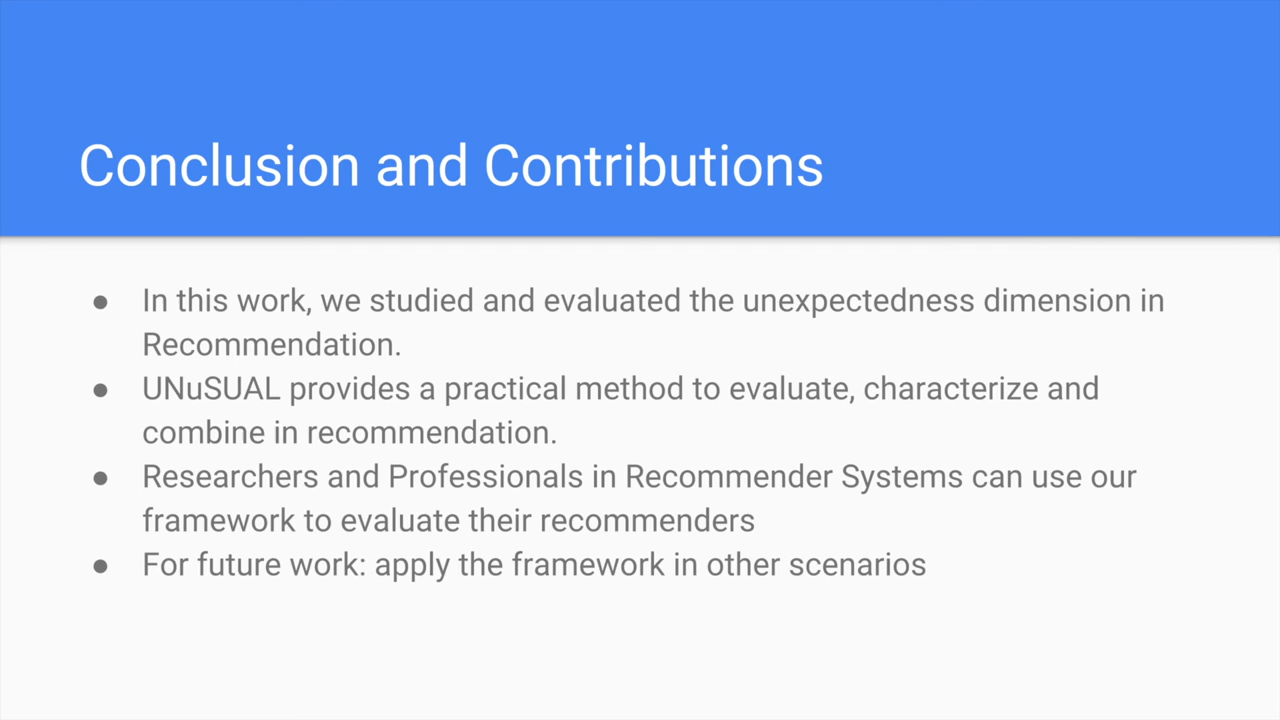 Conclusion and Contributions
● In this work, we studied and evaluated the unexpectedness dimension in
Recommendation.
● UNuSUAL provides a practical method to evaluate, characterize and
combine in recommendation.
● Researchers and Professionals in Recommender Systems can use our
framework to evaluate their recommenders
● For future work: apply the framework in other scenarios